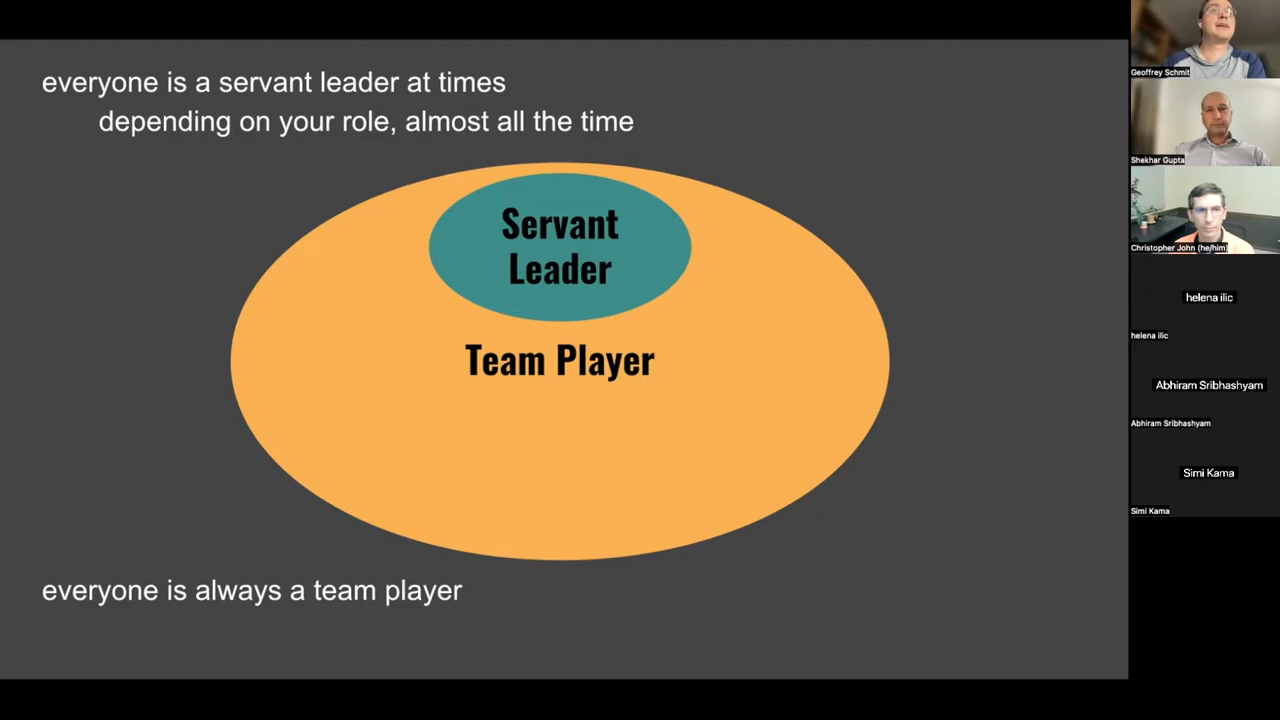 everyone is a servant leader at times
depending on your role, almost all the time
Servant
Leader
Team Player
everyone is always a team player
Geoffrey Schmit
Shekhar Gupta
Christopher John (he/him)
helena ilic
helena ilic
Abhiram Sribhashyam
Abhiram Sribhashyam
Simi Kama
Simi Kama